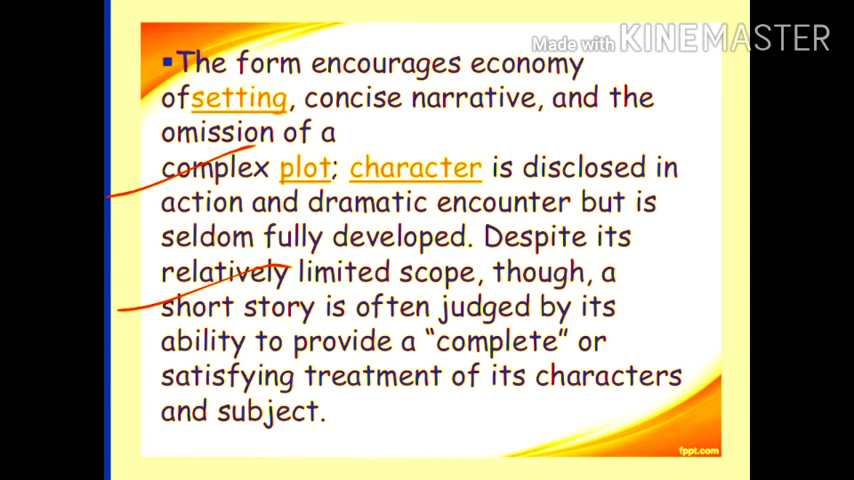 Made with KINEMASTER
▪The form encourages economy
ofsetting, concise narrative, and the
omission of a
complex plot; character is disclosed in
action and dramatic encounter but is
seldom fully developed. Despite its
relatively limited scope, though, a
short story is often judged by its
ability to provide a “complete” or
satisfying treatment of its characters
and subject.
fppt.com